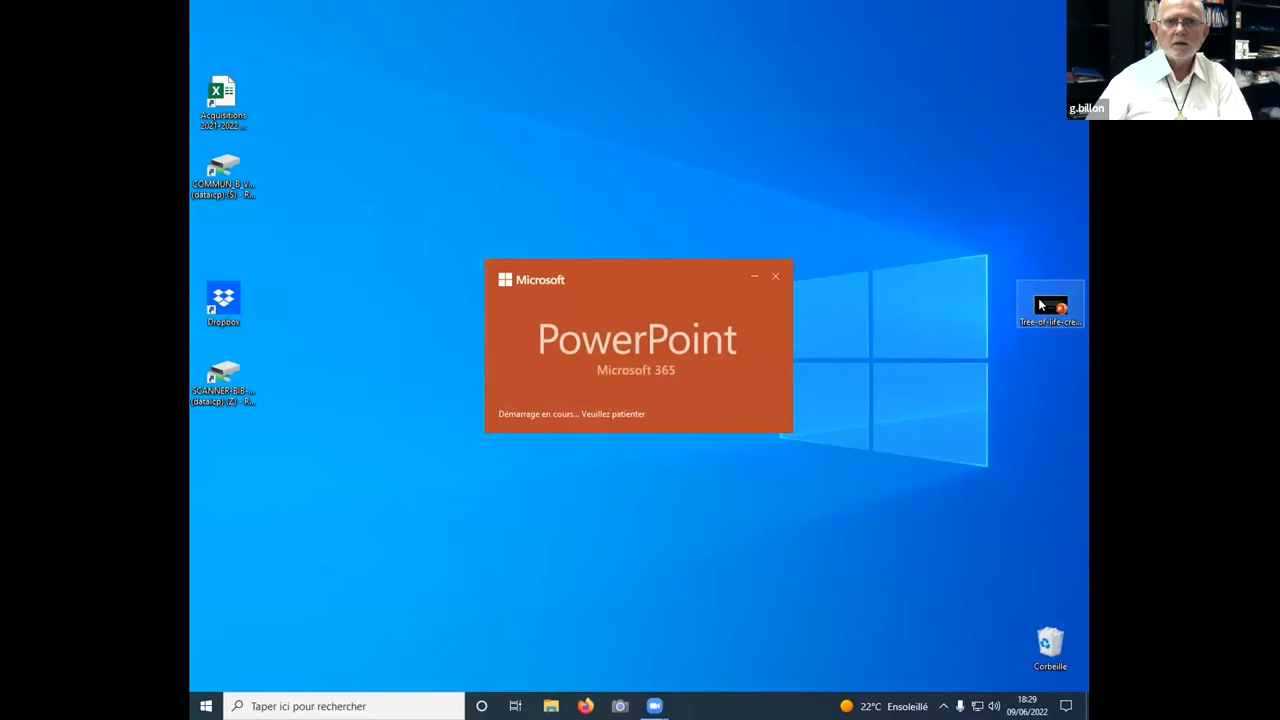 g.billon
Acquisitions
2021-2022 ...
COMMUN_B_V...
(dataicp) (S) - R...
Dropbox
SCANNER-BIB-...
(dataicp) (Z) - R...
Microsoft
PowerPoint
Microsoft 365
Démarrage en cours... Veuillez patienter
Tree-of-life-cre...
Corbeille
Taper ici pour rechercher
22°C Ensoleillé
18:29
09/06/2022